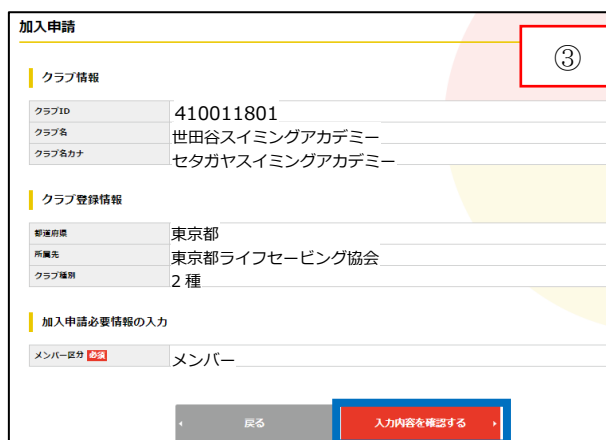 加入申請
③
クラブ情報
クラブID 410011801
クラブ名 世田谷スイミングアカデミー
クラブ名カナ セタガヤスイミングアカデミー
クラブ登録情報
都道府県 東京都
所属先 東京都ライフセービング協会
クラブ種別 2種
加入申請必要情報の入力
メンバー区分 必須 メンバー
戻る 入力内容を確認する